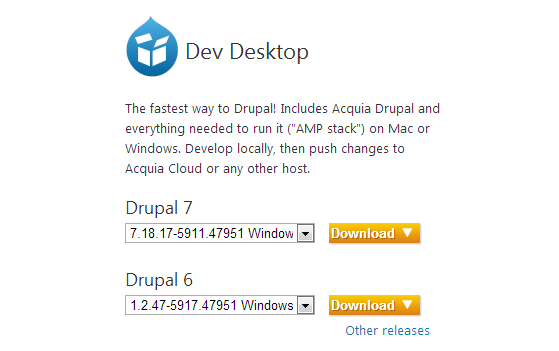 Dev Desktop
The fastest way to Drupal! Includes Acquia Drupal and
everything needed to run it ("AMP stack") on Mac or
Windows. Develop locally, then push changes to
Acquia Cloud or any other host.
Drupal 7
7.18.17-5911.47951 Window Download
Drupal 6
1.2.47-5917.47951 Windows Download
Other releases